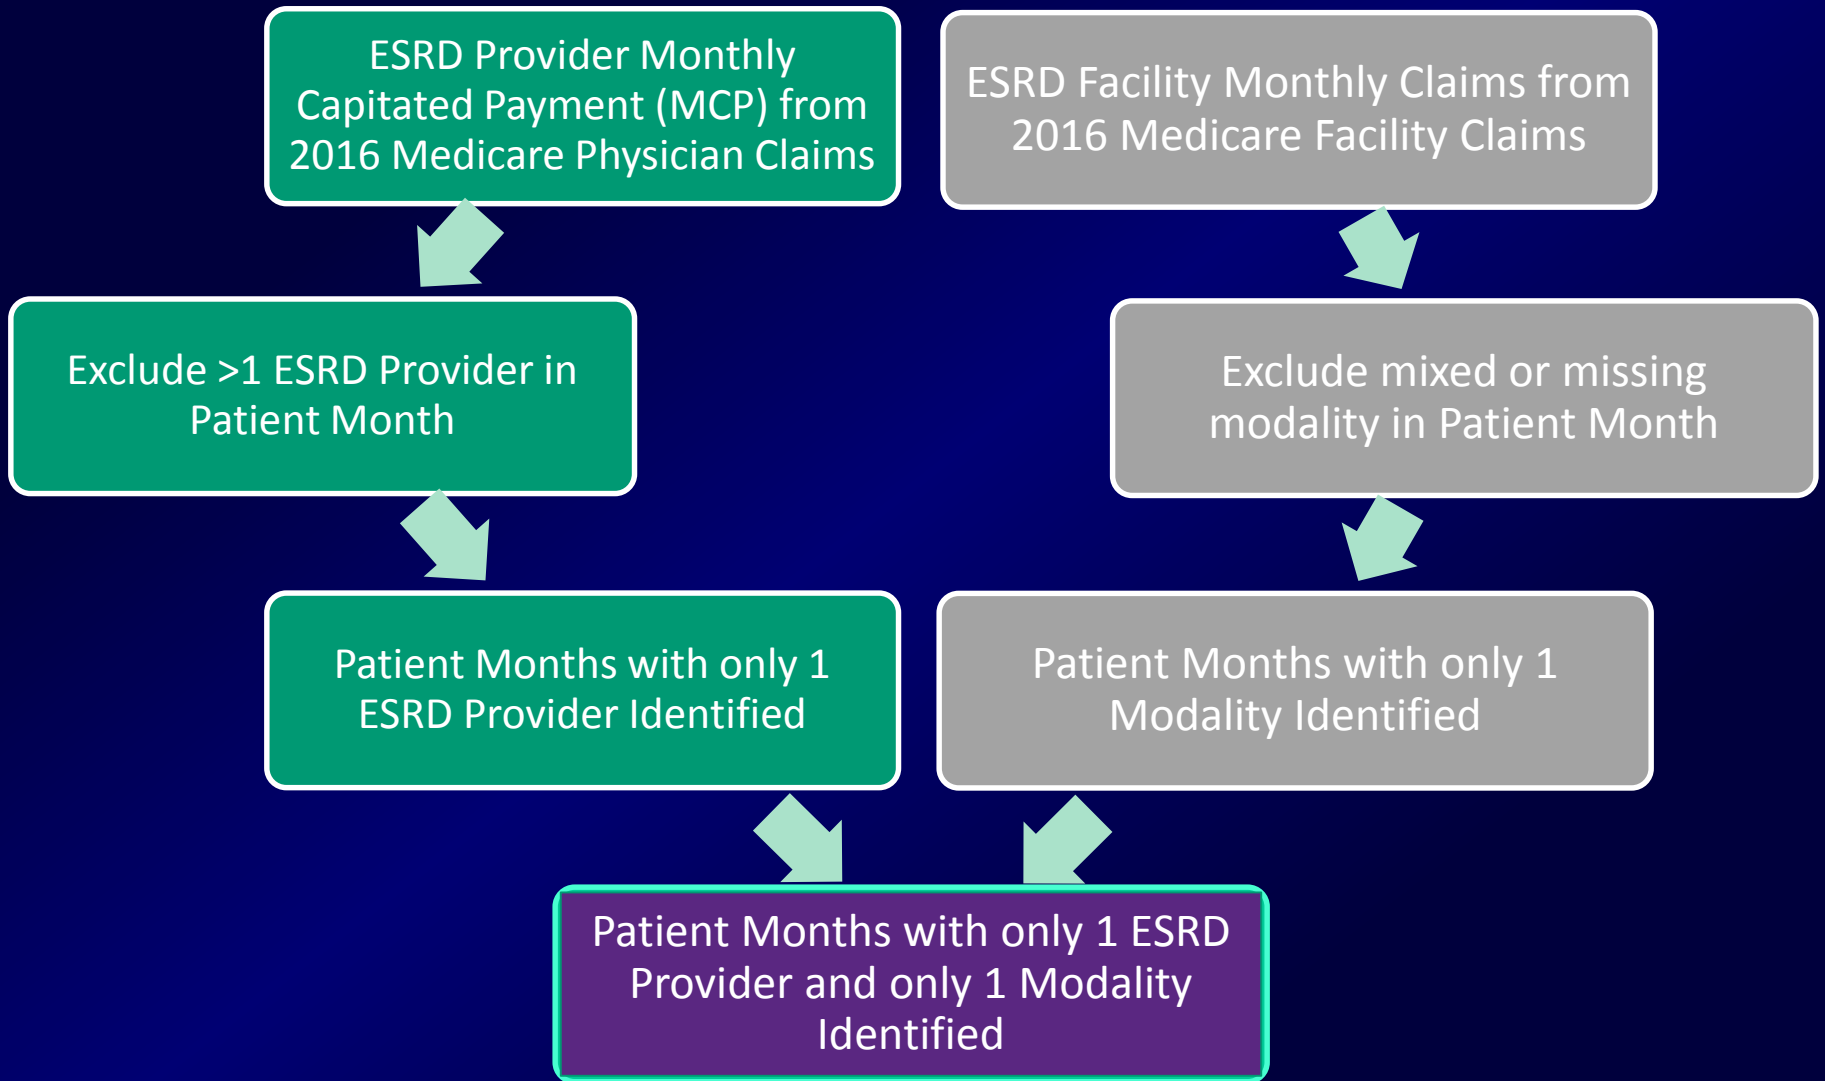 ESRD Provider Monthly
Capitated Payment (MCP) from
2016 Medicare Physician Claims
ESRD Facility Monthly Claims from
2016 Medicare Facility Claims
Exclude >1 ESRD Provider in
Patient Month
Exclude mixed or missing
modality in Patient Month
Patient Months with only 1
ESRD Provider Identified
Patient Months with only 1
Modality Identified
Patient Months with only 1 ESRD
Provider and only 1 Modality
Identified